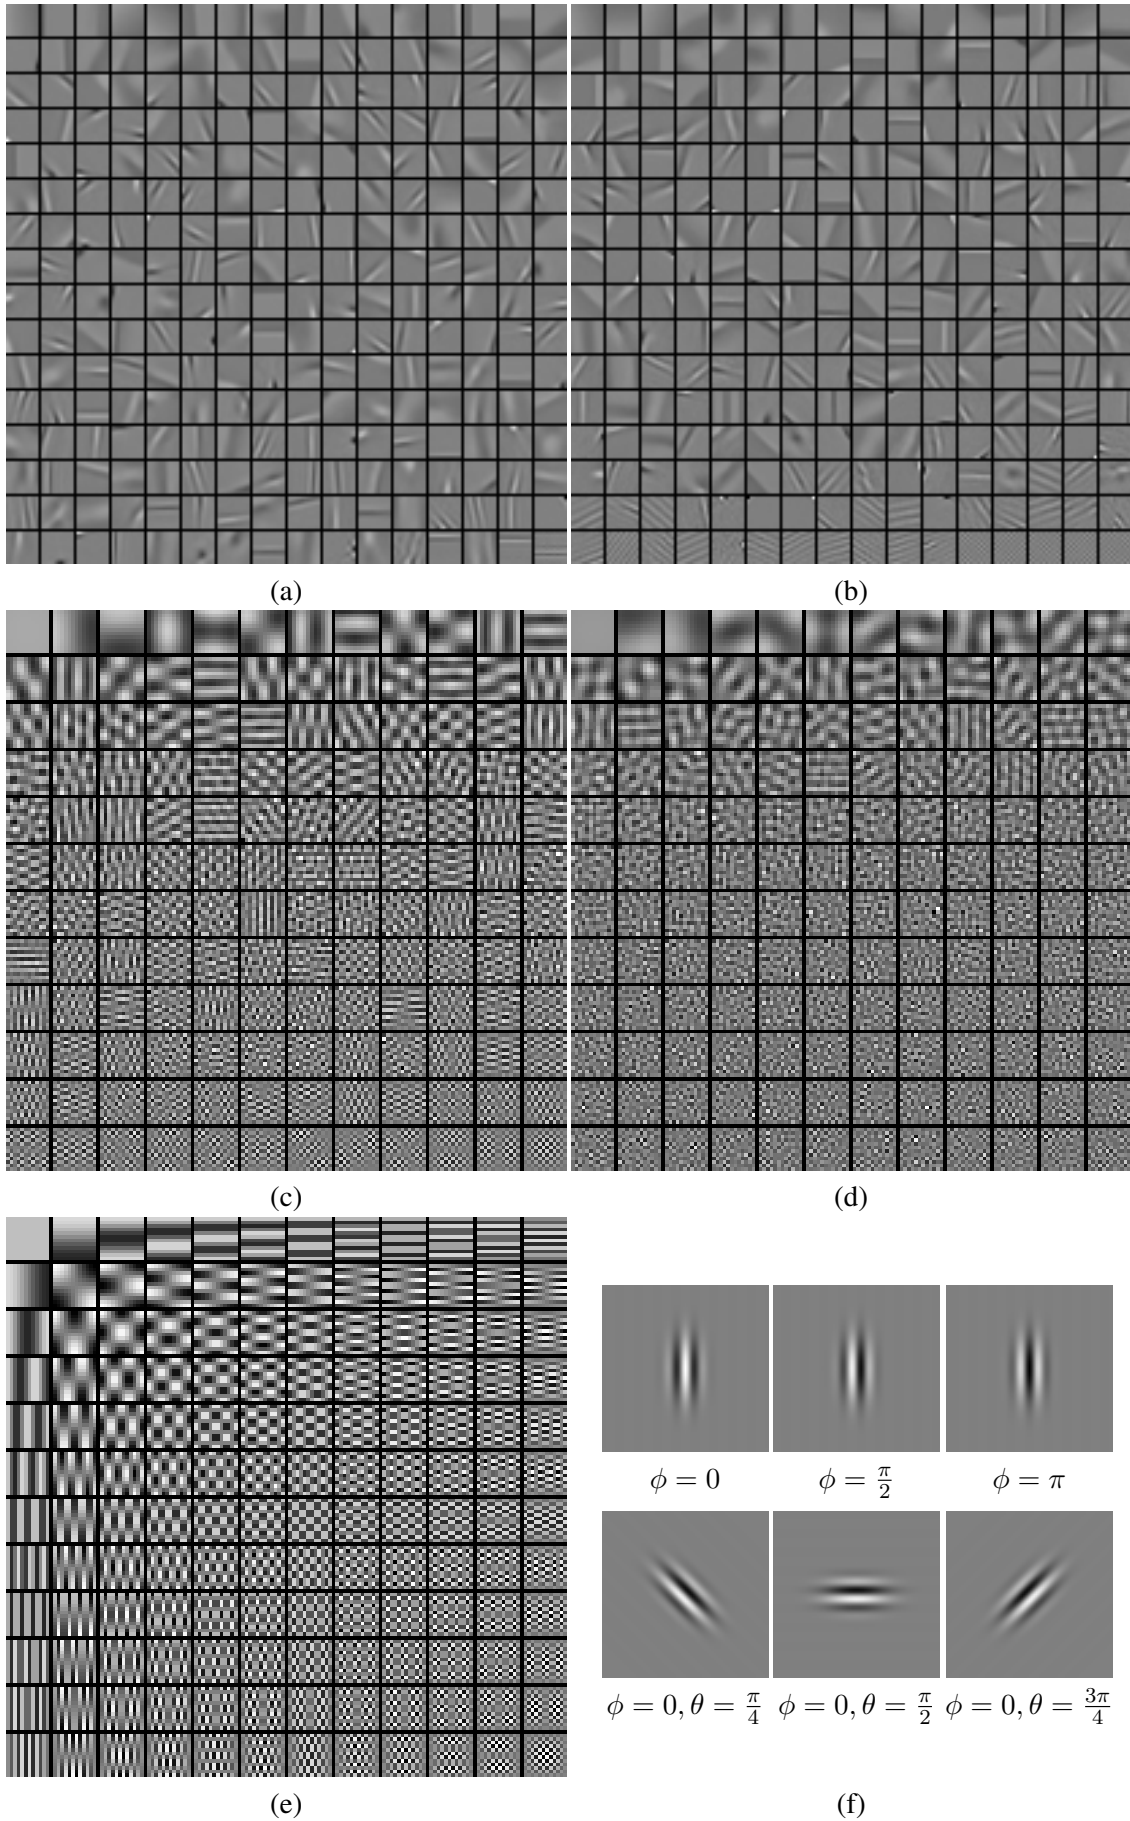 (a) (b)
(c) (d)
ϕ = 0 ϕ = π/2 ϕ = π
ϕ = 0, θ = π/4 ϕ = 0, θ = π/2 ϕ = 0, θ = 3π/4
(e) (f)